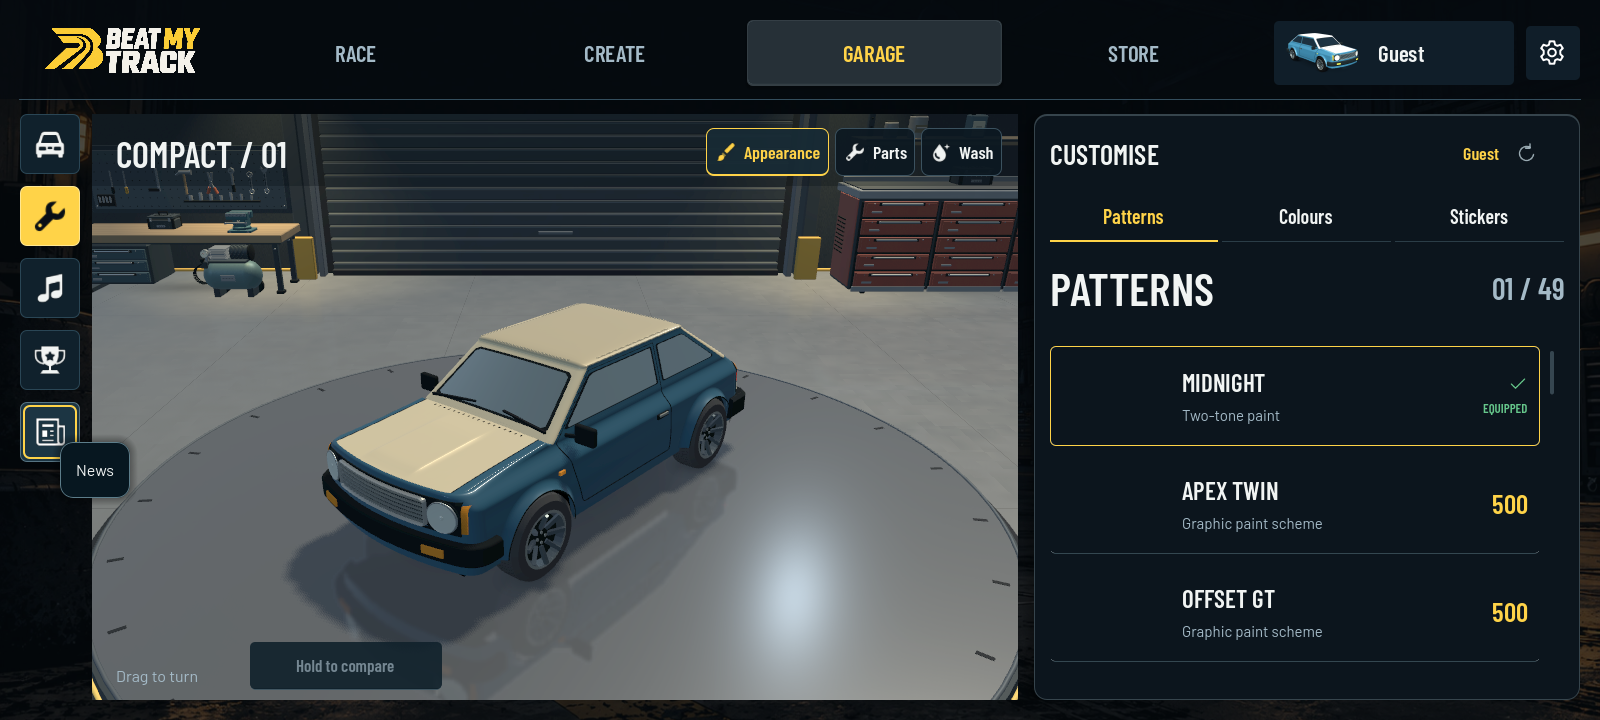 BEAT MY
TRACK
RACE
CREATE
GARAGE
STORE
Guest
COMPACT / 01
Appearance
Parts
Wash
News
Drag to turn
Hold to compare
CUSTOMISE
Guest
Patterns
Colours
Stickers
PATTERNS
01 / 49
MIDNIGHT
Two-tone paint
EQUIPPED
APEX TWIN
Graphic paint scheme
500
OFFSET GT
Graphic paint scheme
500